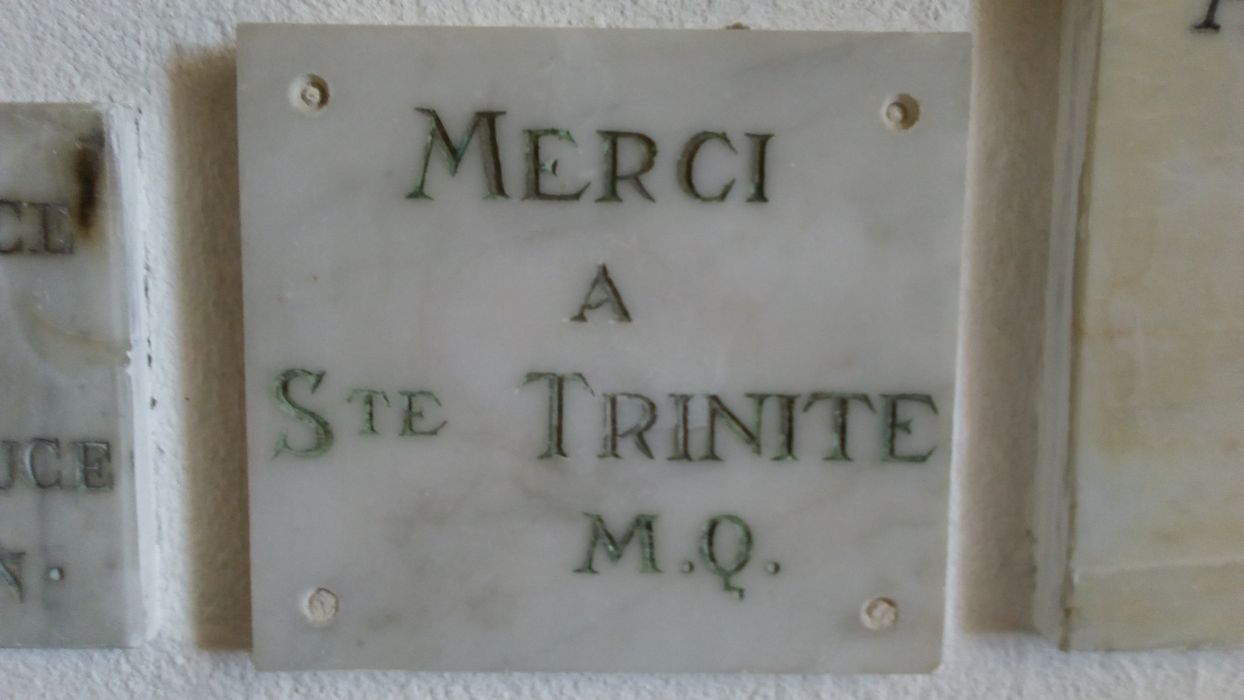 MERCI
A
STE TRINITE
M.Q.